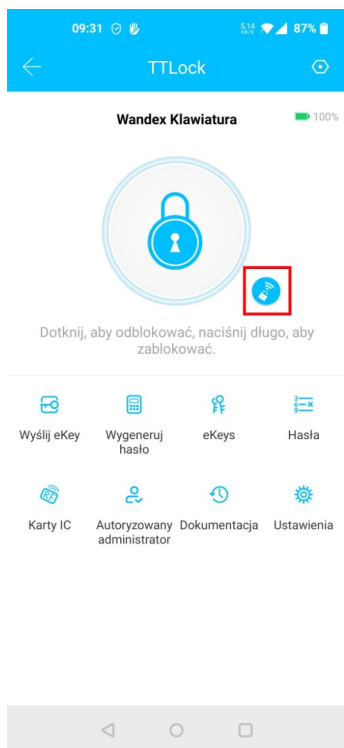 09:31 5.14 KB/S 87%
TTLock
Wandex Klawiatura 100%
Dotknij, aby odblokować, naciśnij długo, aby
zablokować.
Wyślij eKey Wygeneruj eKeys Hasła
hasło
RF
Karty IC Autoryzowany Dokumentacja Ustawienia
administrator